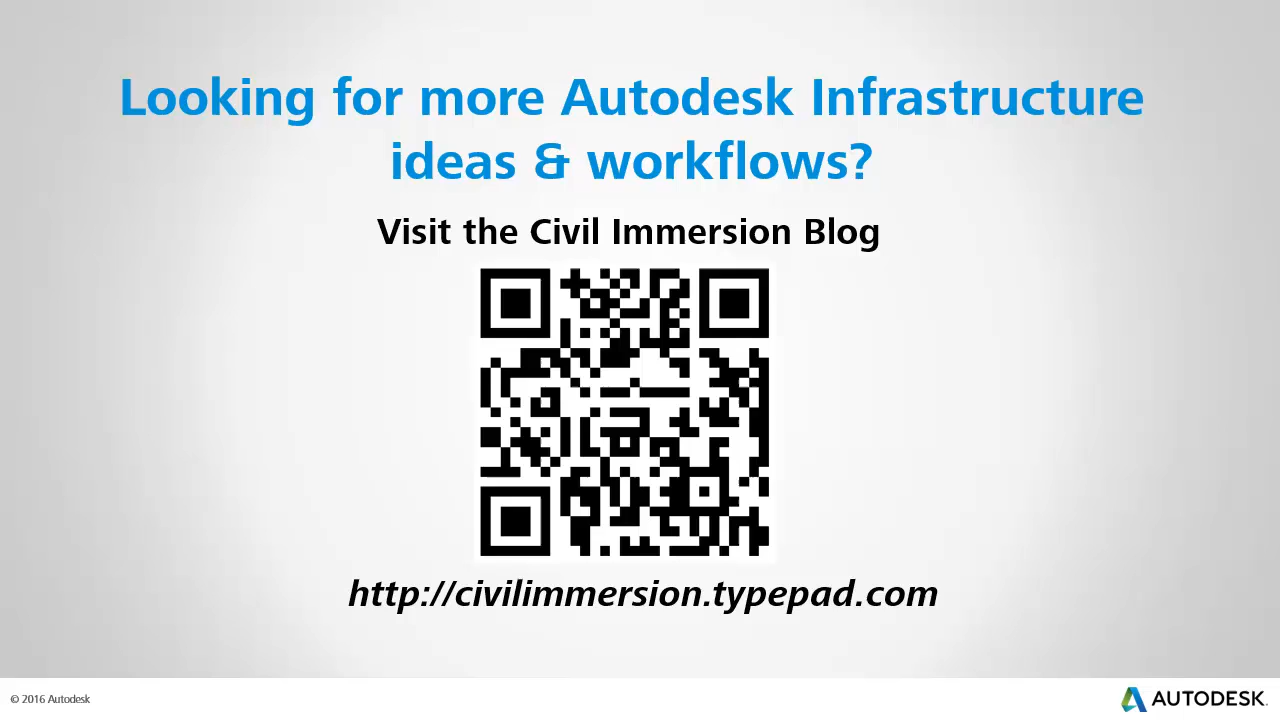 Looking for more Autodesk Infrastructure
ideas & workflows?
Visit the Civil Immersion Blog
http://civilimmersion.typepad.com
© 2016 Autodesk
AUTODESK.